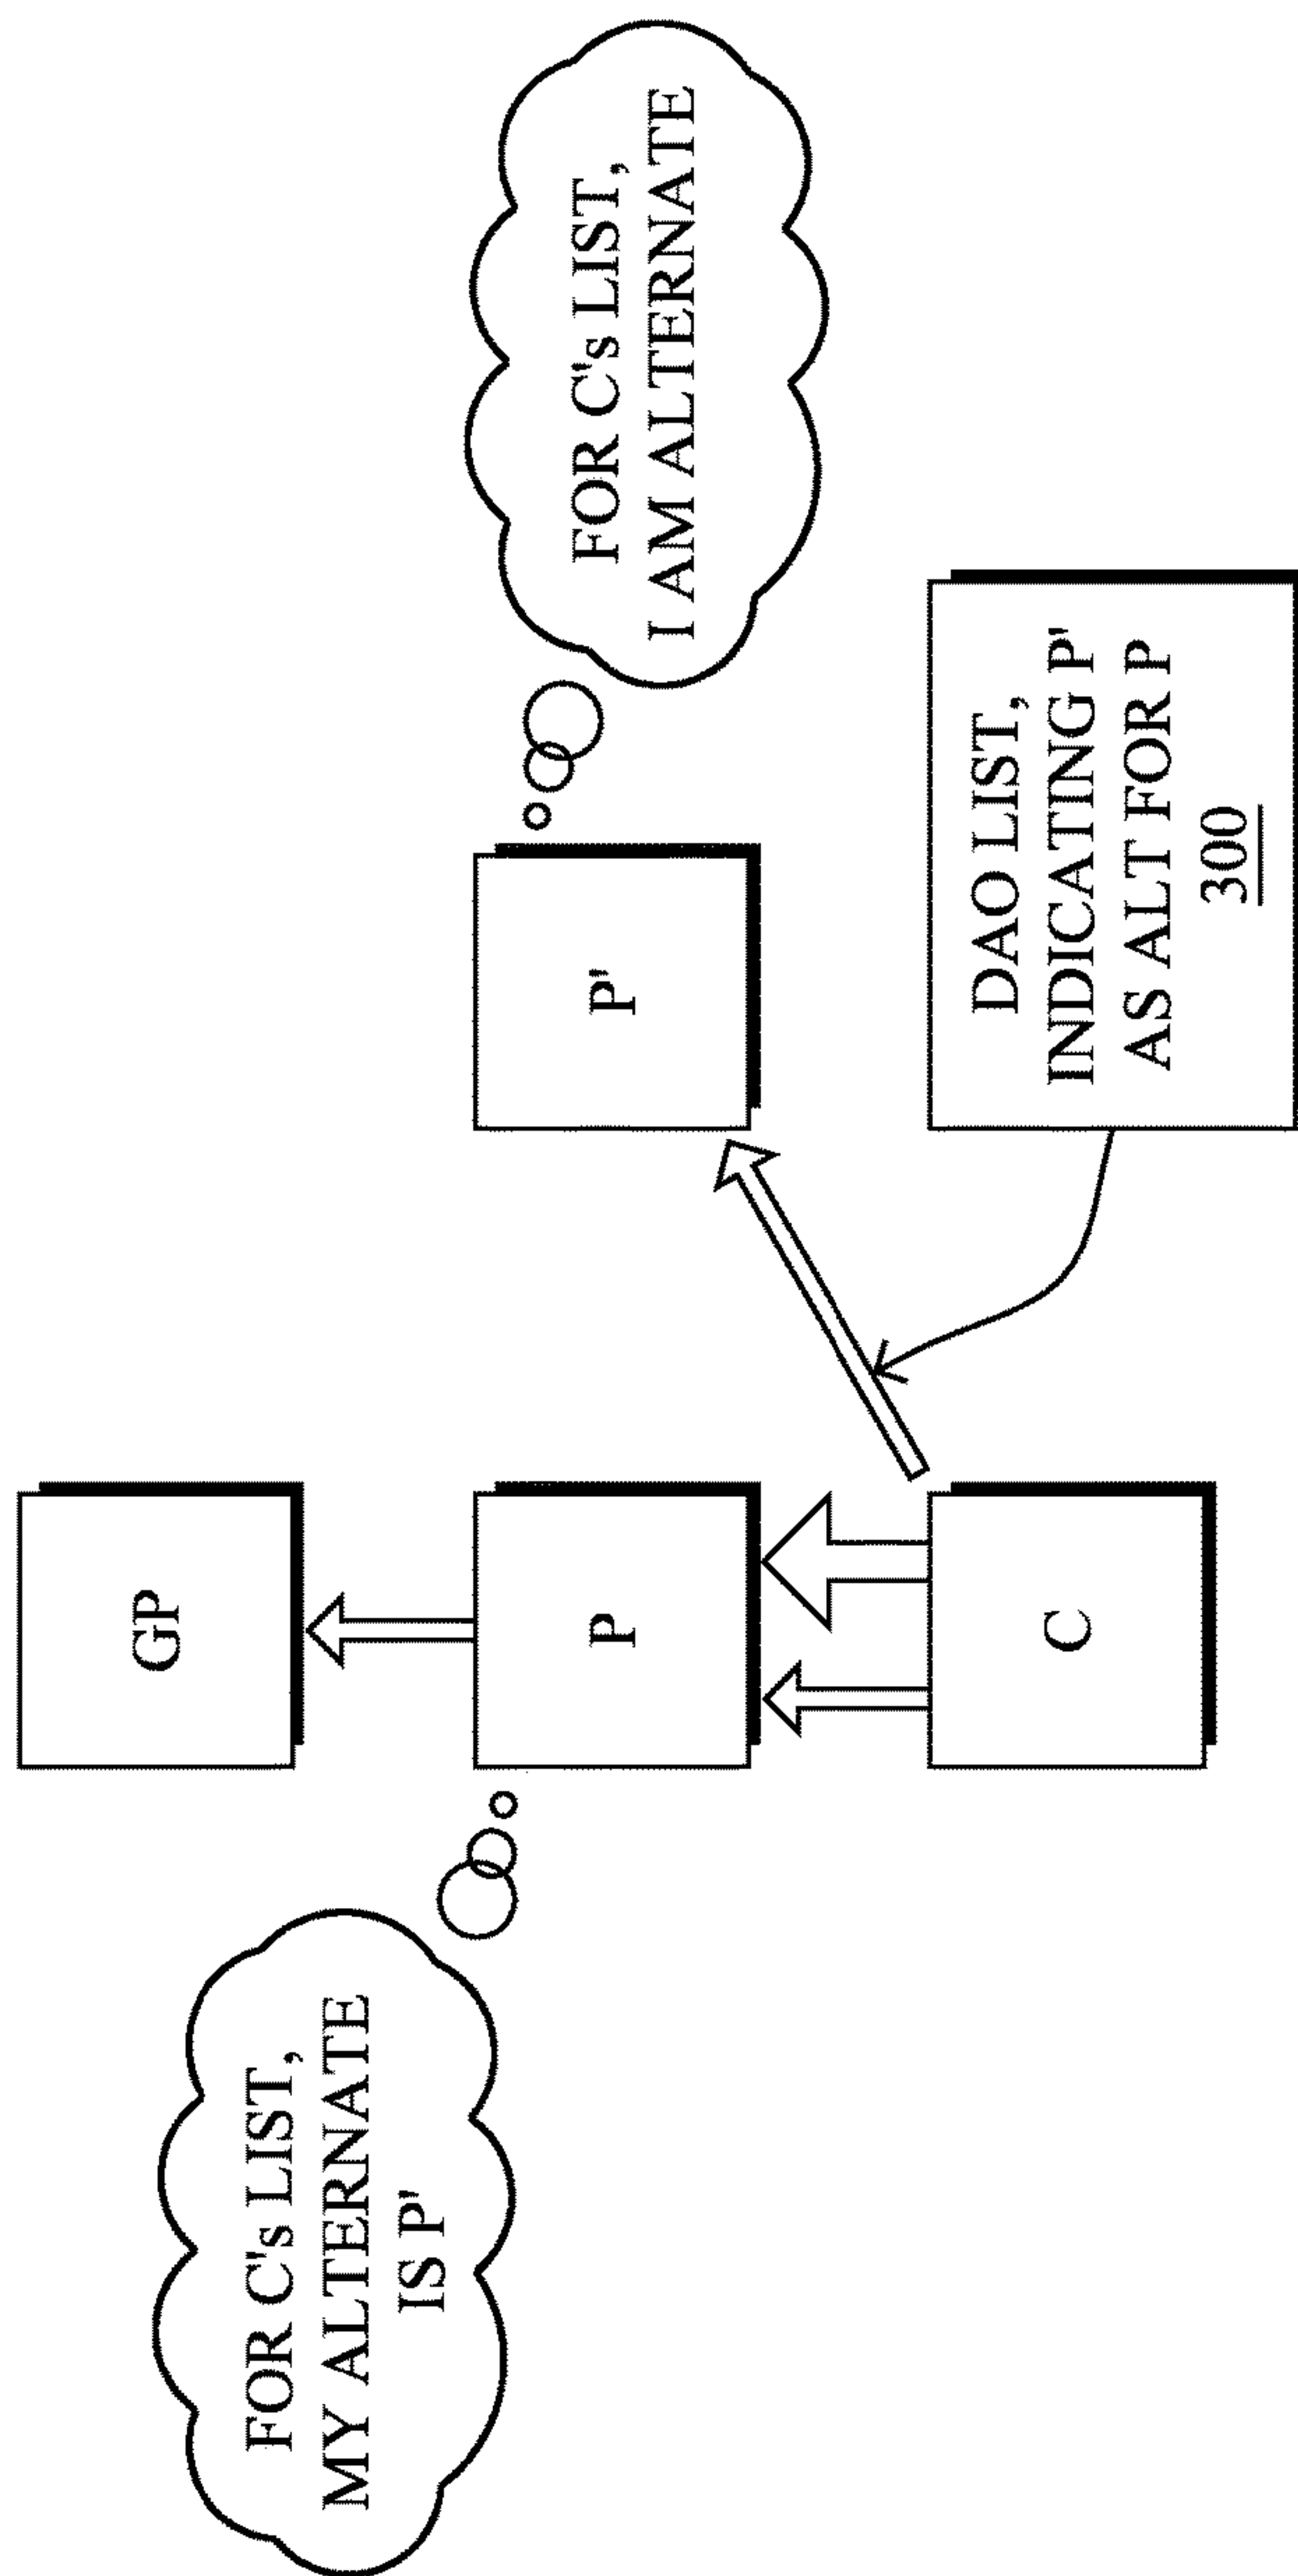 FOR C's LIST,
MY ALTERNATE
IS P'
GP
P
C
P'
FOR C's LIST,
I AM ALTERNATE
DAO LIST,
INDICATING P'
AS ALT FOR P
300